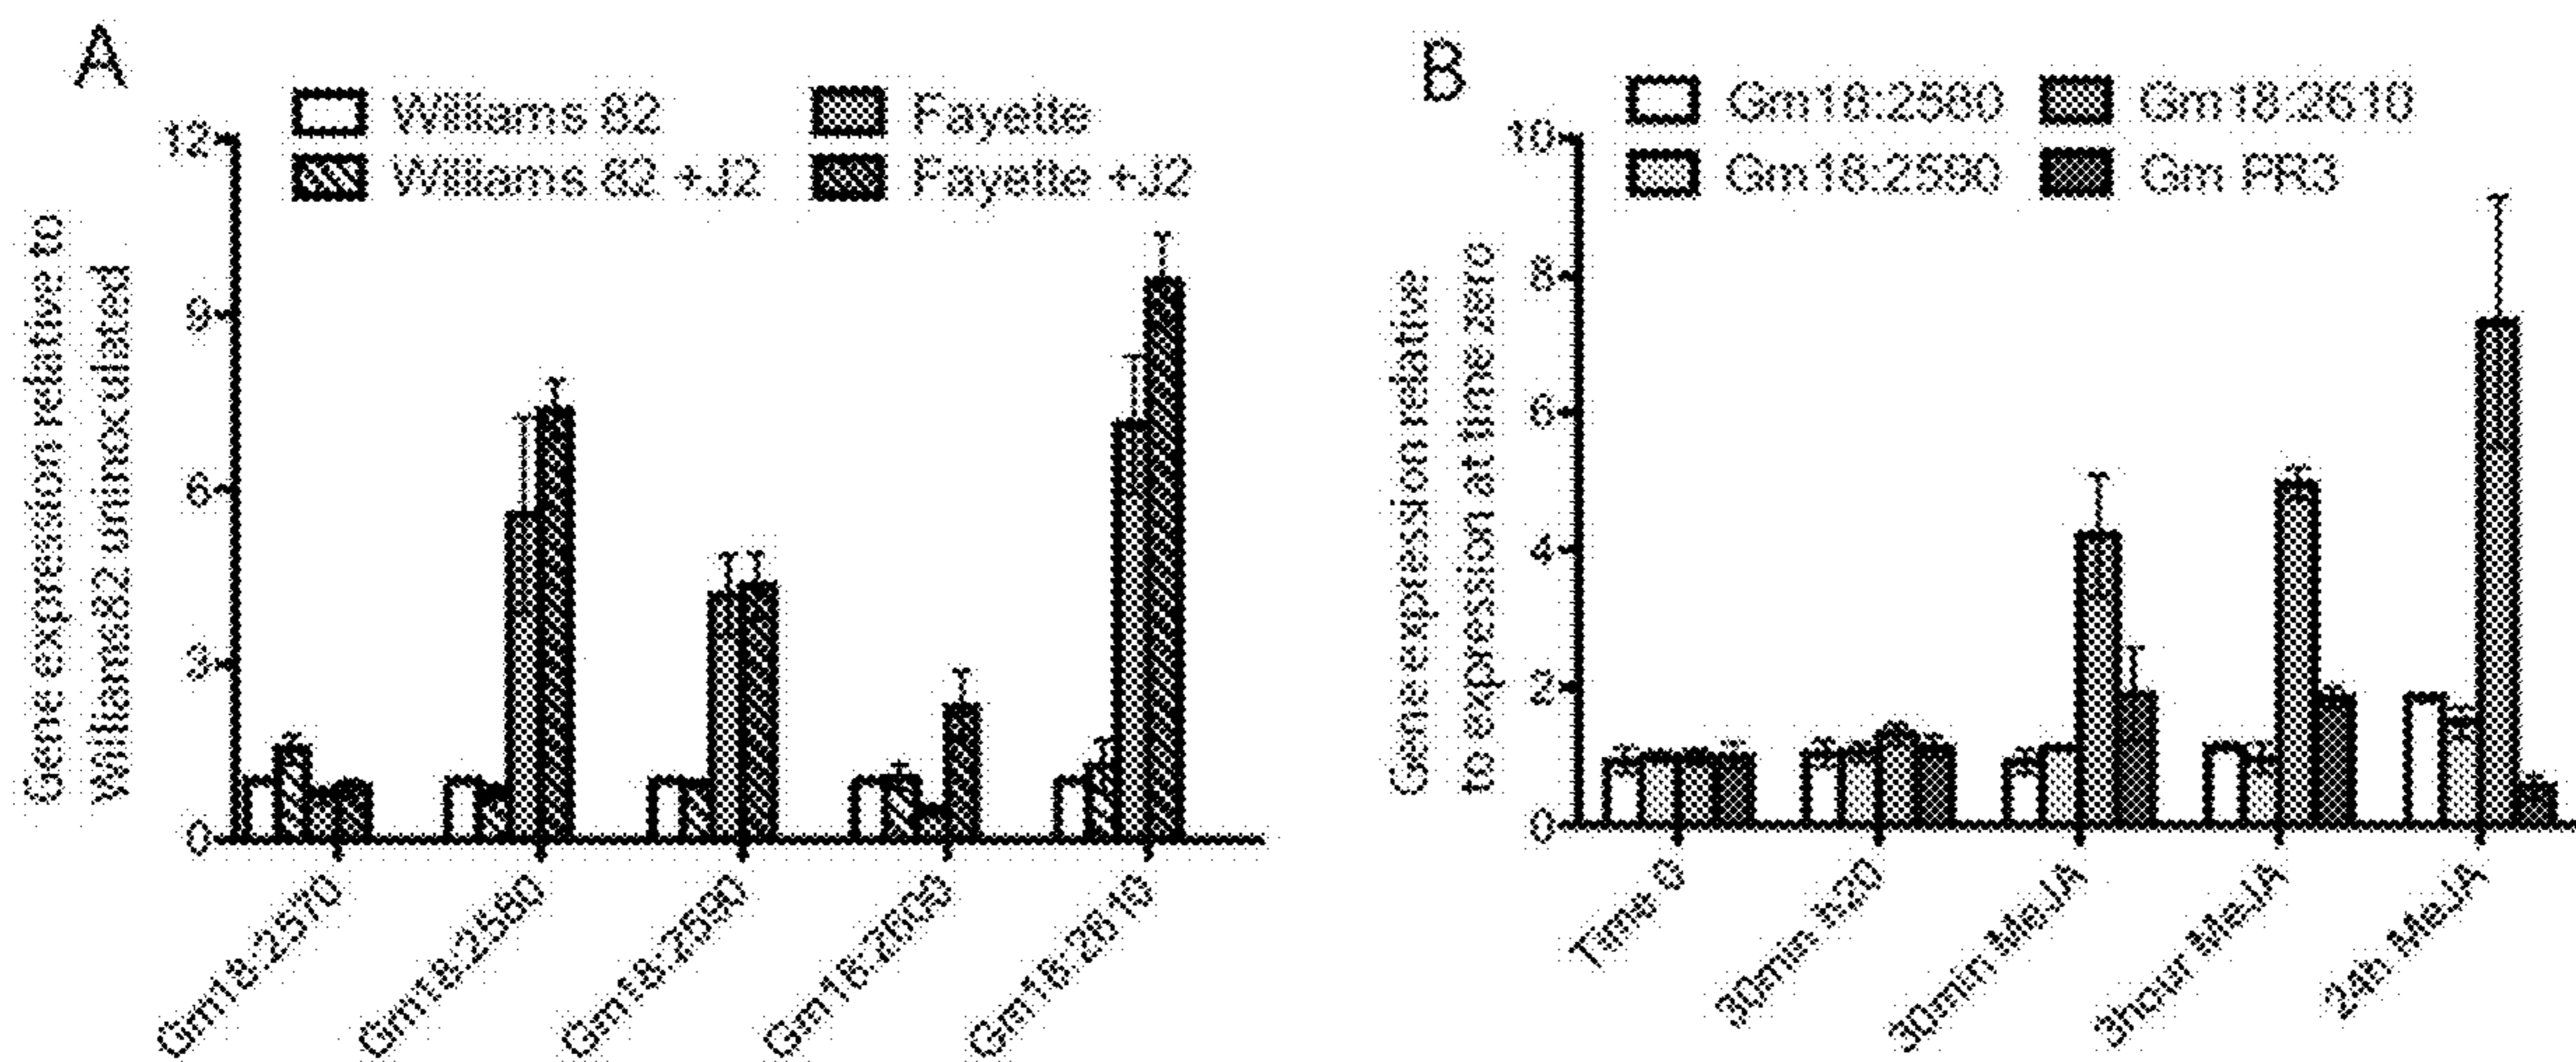 A
Williams 82
Fayette
Williams 82 +J2
Fayette +J2
Gene expression relative to
Williams82 uninoculated
12
9
6
3
0
Gm18:2570
Gm18:2580
Gm18:2590
Gm18:2600
Gm18:2610
B
Gm18:2580
Gm18:2610
Gm18:2590
Gm PR3
Gene expression relative
to expression at time zero
10
8
6
4
2
0
Time 0
30min h20
30min MeJA
3hour MeJA
24h MeJA